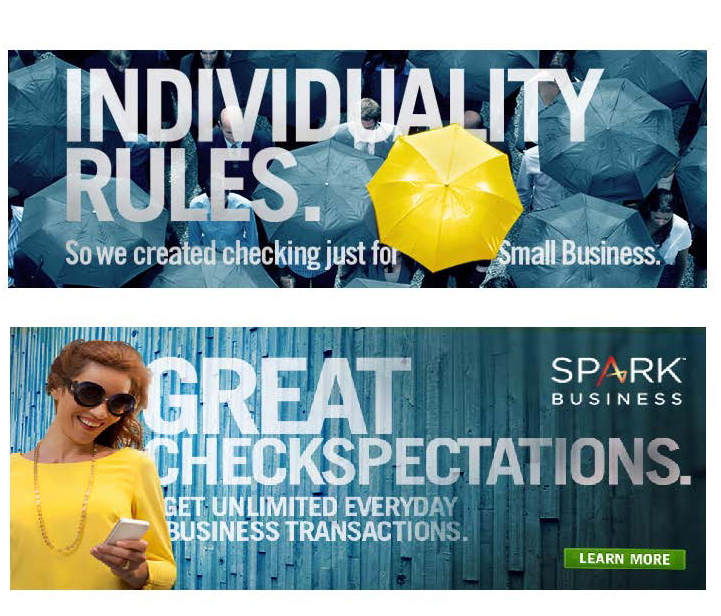 INDIVIDUALITY
RULES.
So we created checking just for Small Business.
GREAT
CHECKSPECTATIONS.
GET UNLIMITED EVERYDAY
BUSINESS TRANSACTIONS.
SPARK™
BUSINESS
LEARN MORE